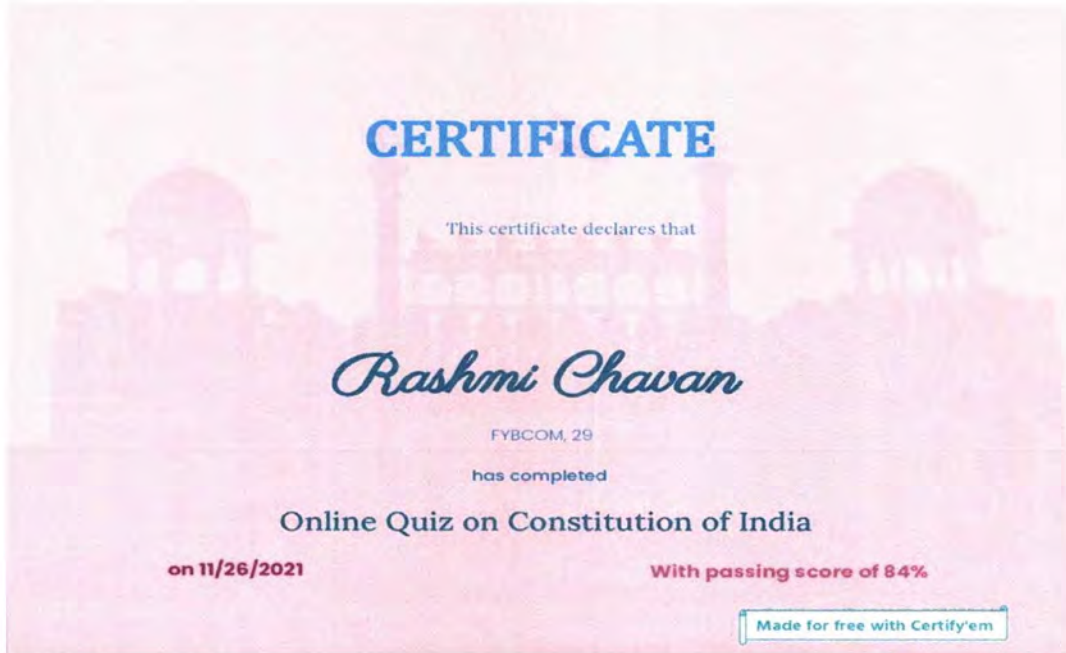 CERTIFICATE
This certificate declares that
Rashmi Chavan
FYBCOM, 29
has completed
Online Quiz on Constitution of India
on 11/26/2021
With passing score of 84%
Made for free with Certify'em